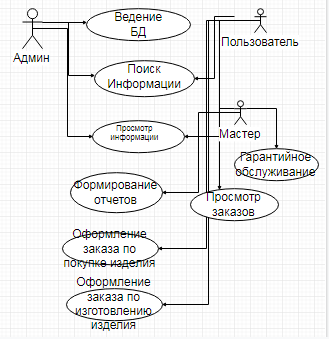 Ведение
БД
Админ
Пользователь
Поиск
Информации
Просмотр
информации
Мастер
Гарантийное
обслуживание
Формирование
отчетов
Просмотр
заказов
Оформление
заказа по
покупке изделия
Оформление
заказа по
изготовлению
изделия